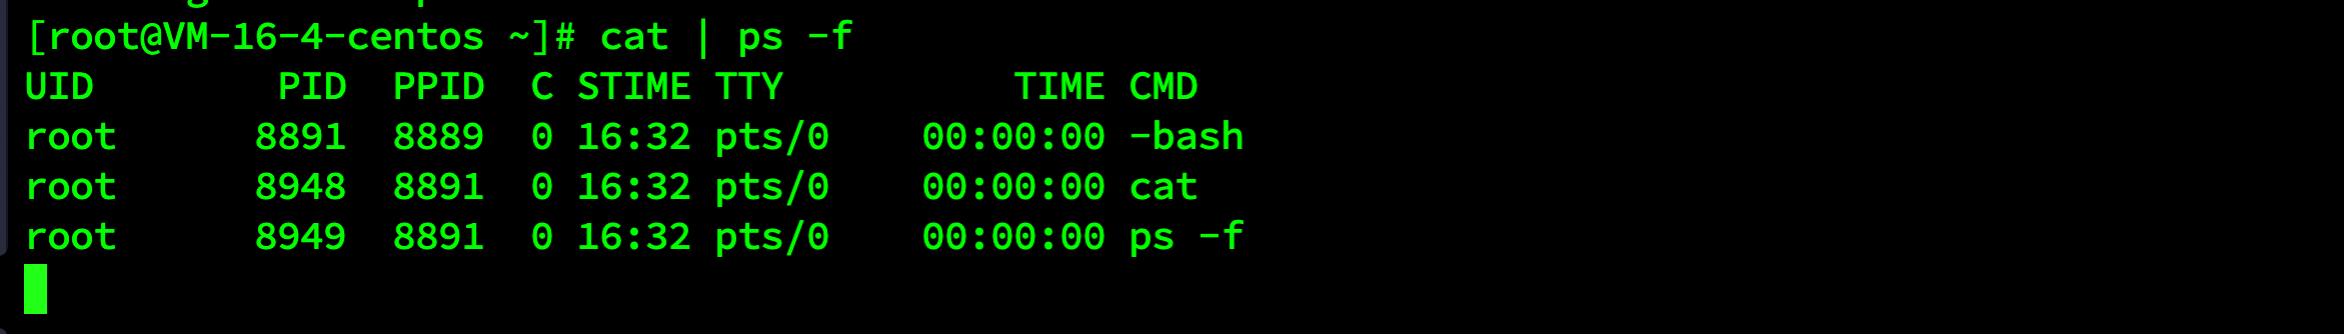 [root@VM-16-4-centos ~]# cat | ps -f
UID        PID  PPID  C STIME TTY          TIME CMD
root      8891  8889  0 16:32 pts/0    00:00:00 -bash
root      8948  8891  0 16:32 pts/0    00:00:00 cat
root      8949  8891  0 16:32 pts/0    00:00:00 ps -f